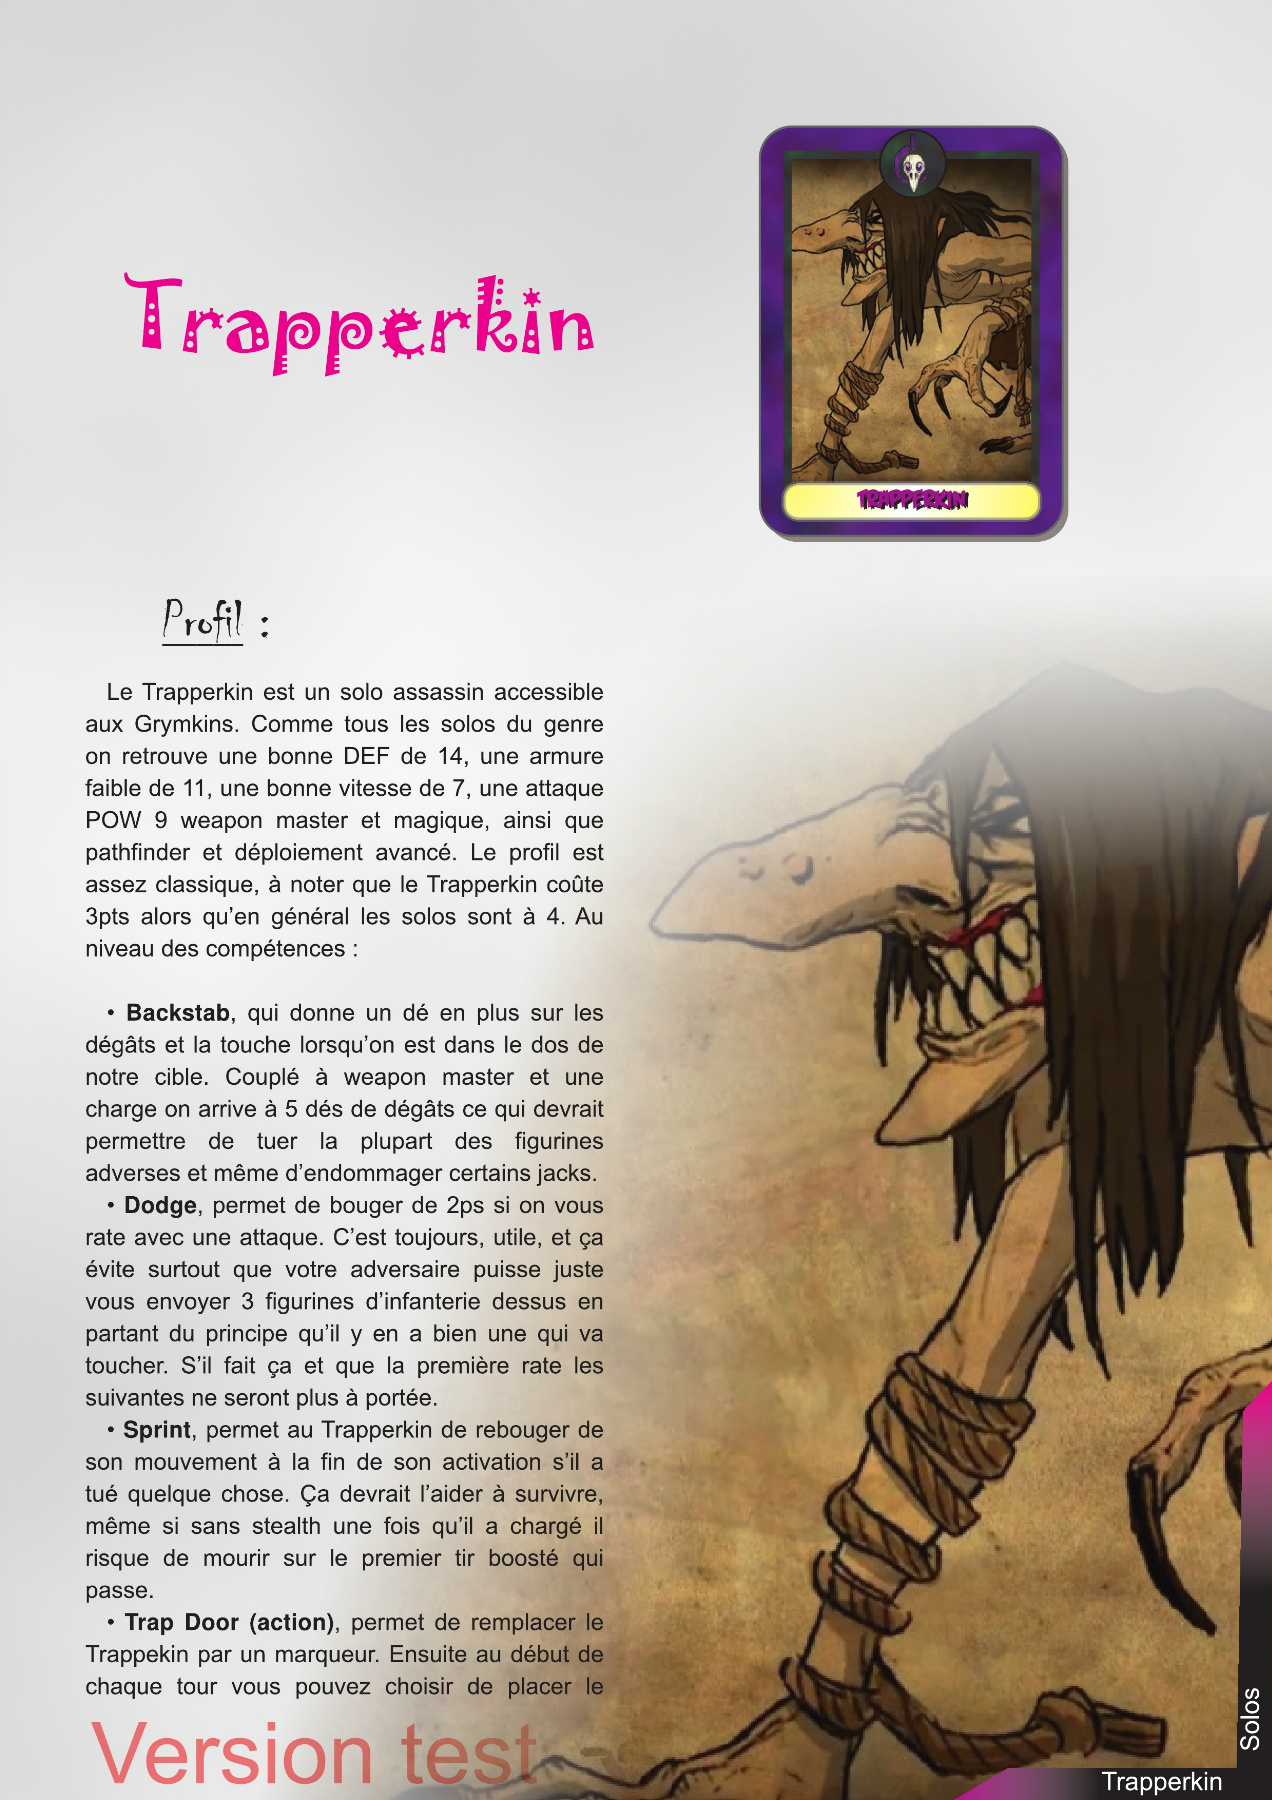 Trapperkin
TRAPPERKIN
Profil :
Le Trapperkin est un solo assassin accessible
aux Grymkins. Comme tous les solos du genre
on retrouve une bonne DEF de 14, une armure
faible de 11, une bonne vitesse de 7, une attaque
POW 9 weapon master et magique, ainsi que
pathfinder et déploiement avancé. Le profil est
assez classique, à noter que le Trapperkin coûte
3pts alors qu’en général les solos sont à 4. Au
niveau des compétences :
• Backstab, qui donne un dé en plus sur les
dégâts et la touche lorsqu’on est dans le dos de
notre cible. Couplé à weapon master et une
charge on arrive à 5 dés de dégâts ce qui devrait
permettre de tuer la plupart des figurines
adverses et même d’endommager certains jacks.
• Dodge, permet de bouger de 2ps si on vous
rate avec une attaque. C’est toujours, utile, et ça
évite surtout que votre adversaire puisse juste
vous envoyer 3 figurines d’infanterie dessus en
partant du principe qu’il y en a bien une qui va
toucher. S’il fait ça et que la première rate les
suivantes ne seront plus à portée.
• Sprint, permet au Trapperkin de rebouger de
son mouvement à la fin de son activation s’il a
tué quelque chose. Ça devrait l’aider à survivre,
même si sans stealth une fois qu’il a chargé il
risque de mourir sur le premier tir boosté qui
passe.
• Trap Door (action), permet de remplacer le
Trappekin par un marqueur. Ensuite au début de
chaque tour vous pouvez choisir de placer le
Version test
Solos
Trapperkin